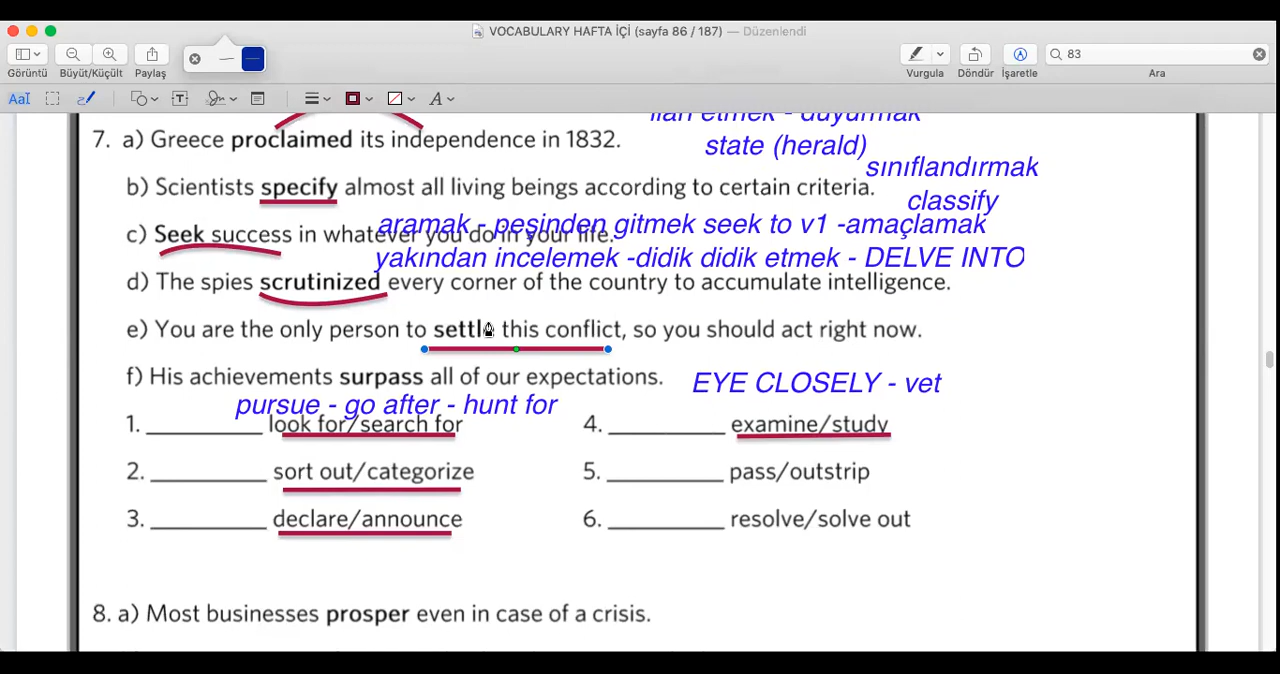 VOCABULARY HAFTA İÇİ (sayfa 86 / 187) — Düzenlendi
83
Görüntü Büyüt/Küçült Paylaş Vurgula Döndür İşaretle Ara
AaI T A
ilan etmek - duyurmak
7. a) Greece proclaimed its independence in 1832.
state (herald)
sınıflandırmak
b) Scientists specify almost all living beings according to certain criteria.
classify
aramak - peşinden gitmek seek to v1 -amaçlamak
c) Seek success in whatever you do in your life.
yakından incelemek -didik didik etmek - DELVE INTO
d) The spies scrutinized every corner of the country to accumulate intelligence.
e) You are the only person to settle this conflict, so you should act right now.
f) His achievements surpass all of our expectations.
EYE CLOSELY - vet
pursue - go after - hunt for
1. __________ look for/search for
4. __________ examine/study
2. __________ sort out/categorize
5. __________ pass/outstrip
3. __________ declare/announce
6. __________ resolve/solve out
8. a) Most businesses prosper even in case of a crisis.